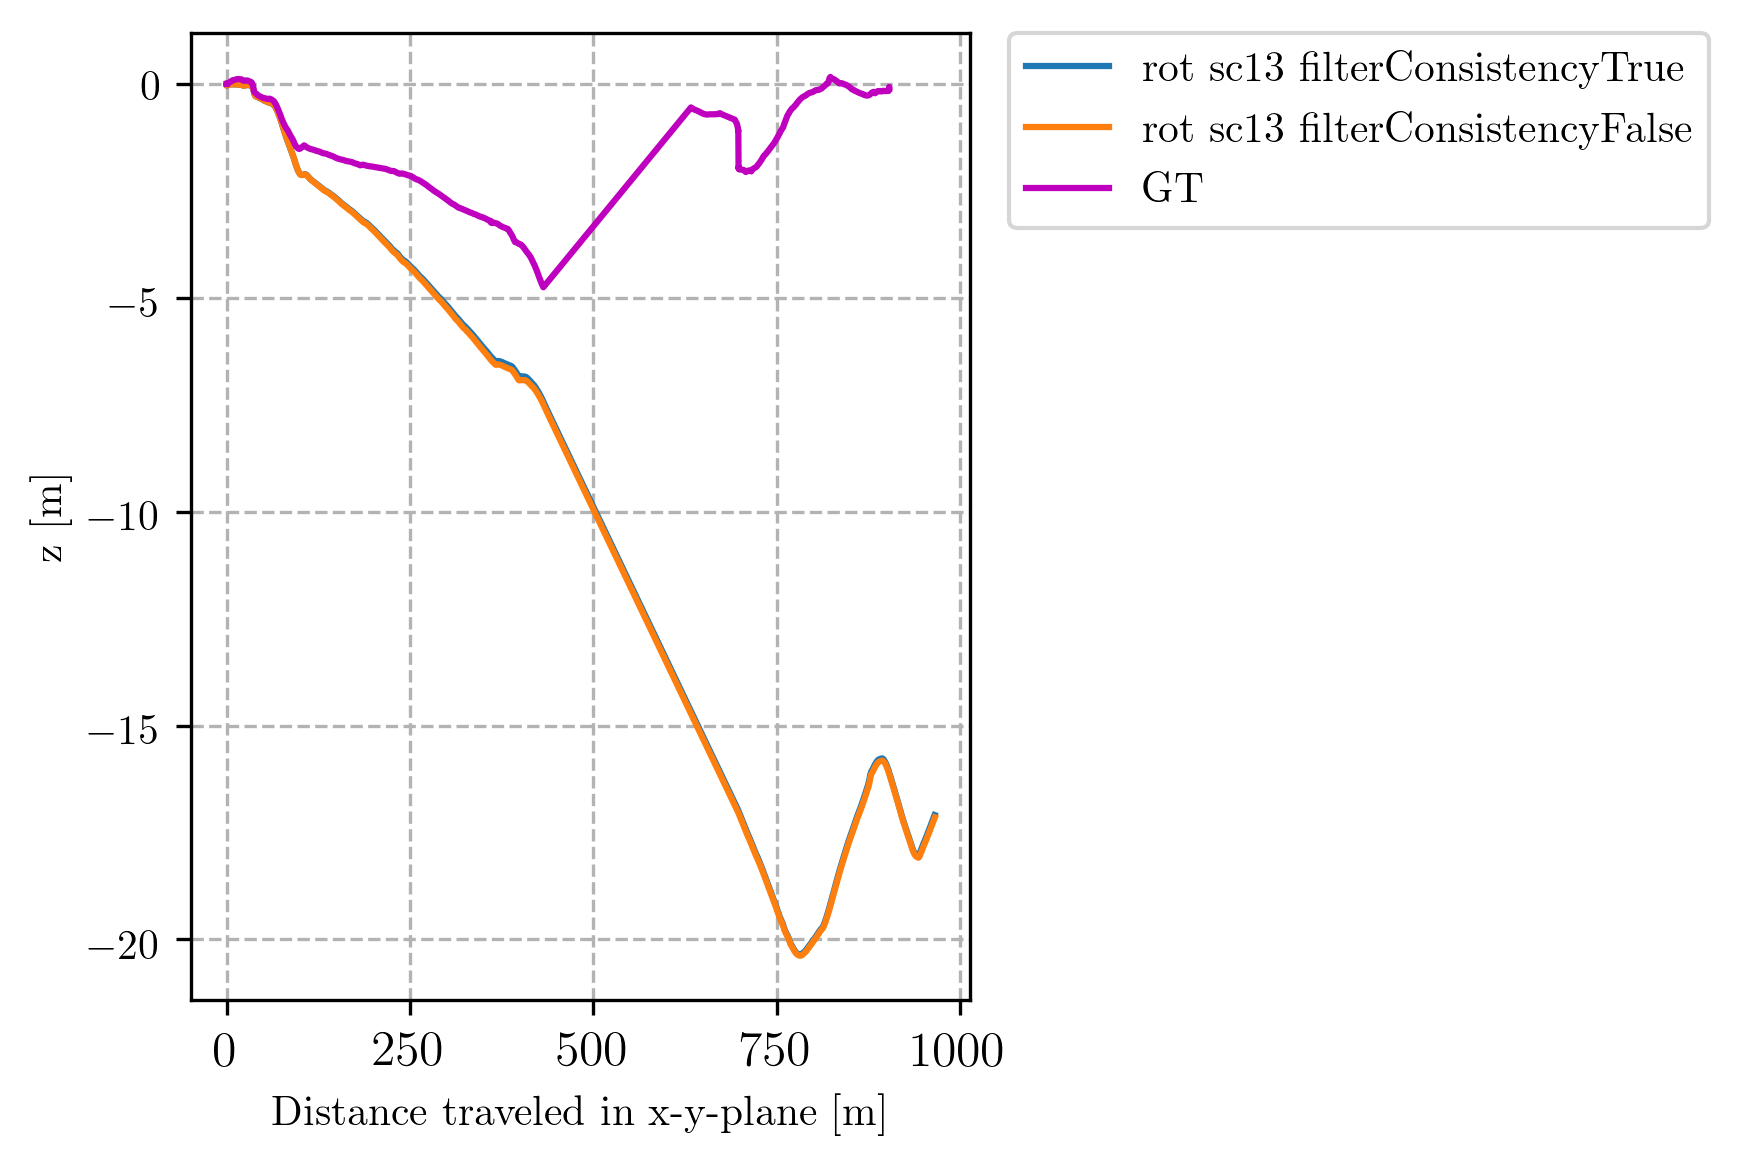 rot sc13 filterConsistencyTrue
rot sc13 filterConsistencyFalse
GT
0
−5
−10
−15
−20
z [m]
0 250 500 750 1000
Distance traveled in x-y-plane [m]